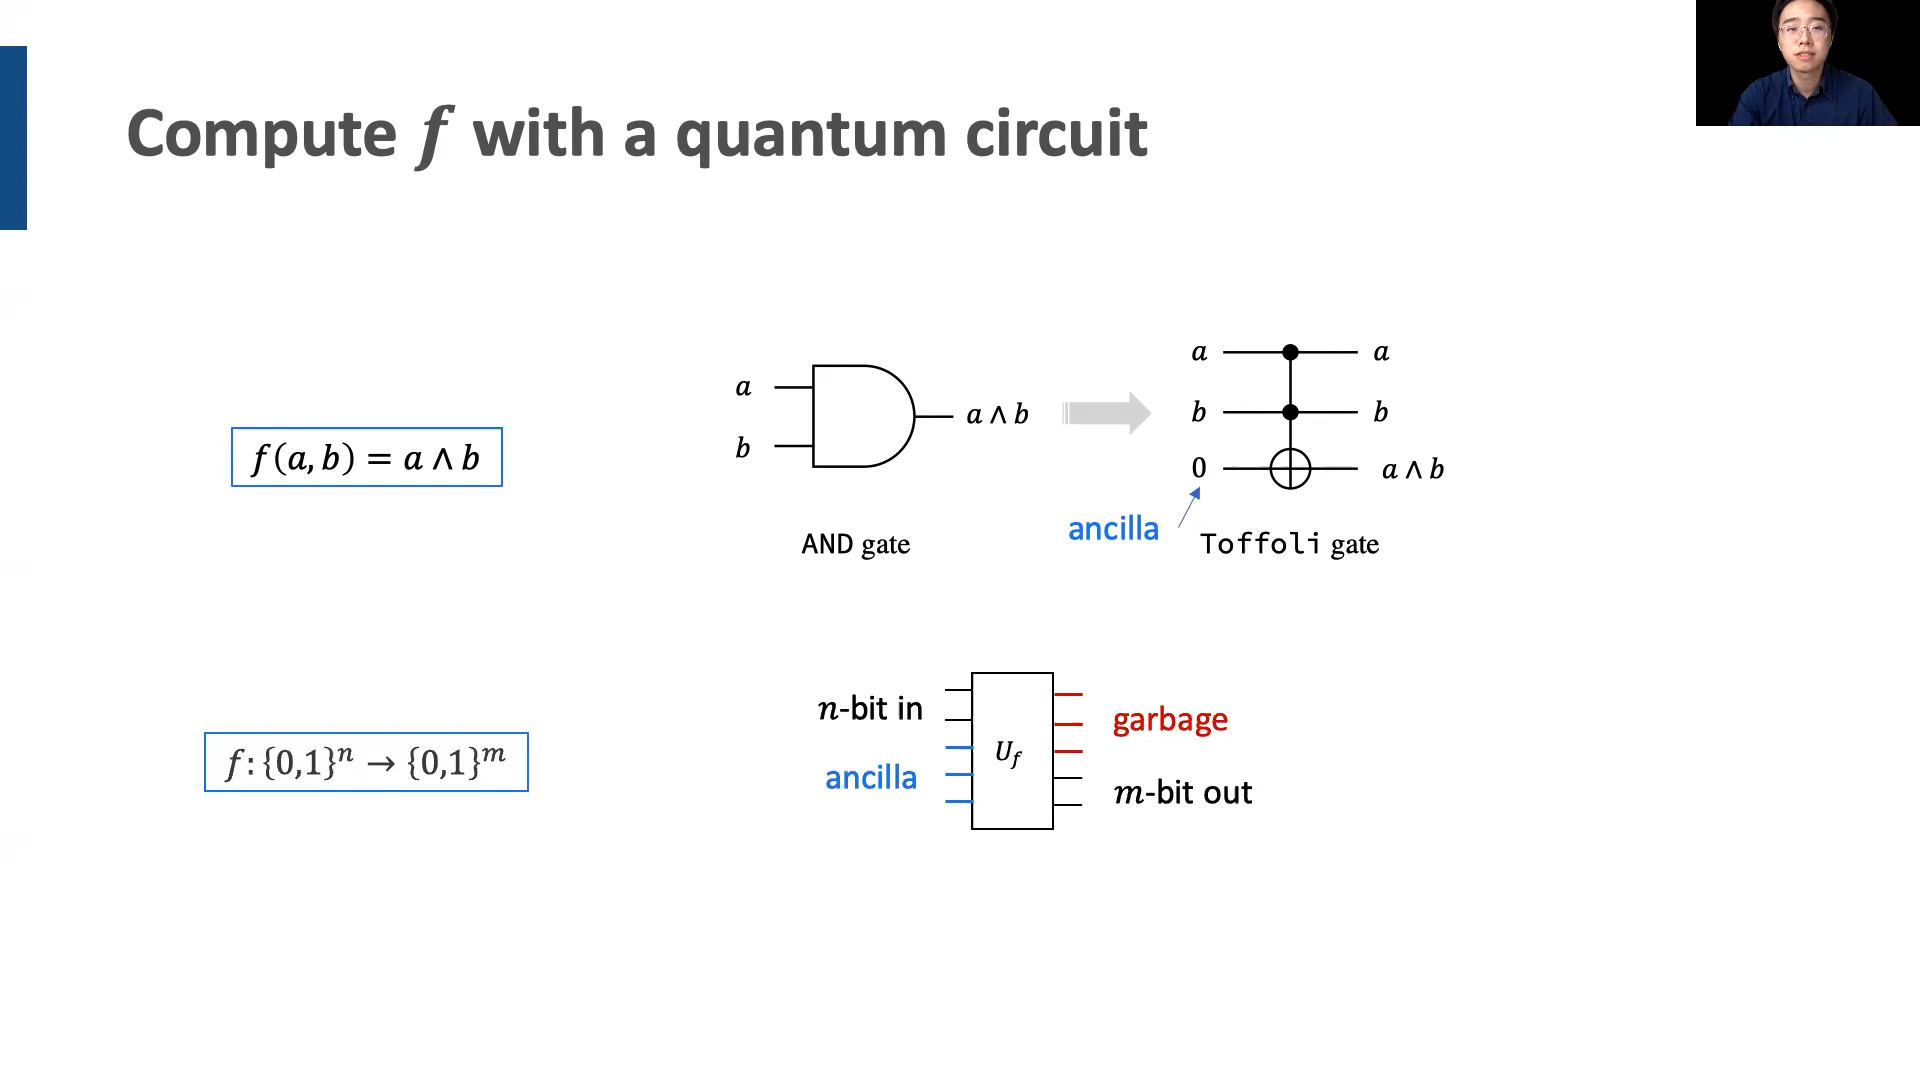 Compute f with a quantum circuit
f(a, b) = a ∧ b
a
b
a ∧ b
AND gate
a
b
0
a
b
a ∧ b
ancilla
Toffoli gate
f: {0,1}ⁿ → {0,1}ᵐ
n-bit in
ancilla
U_f
garbage
m-bit out